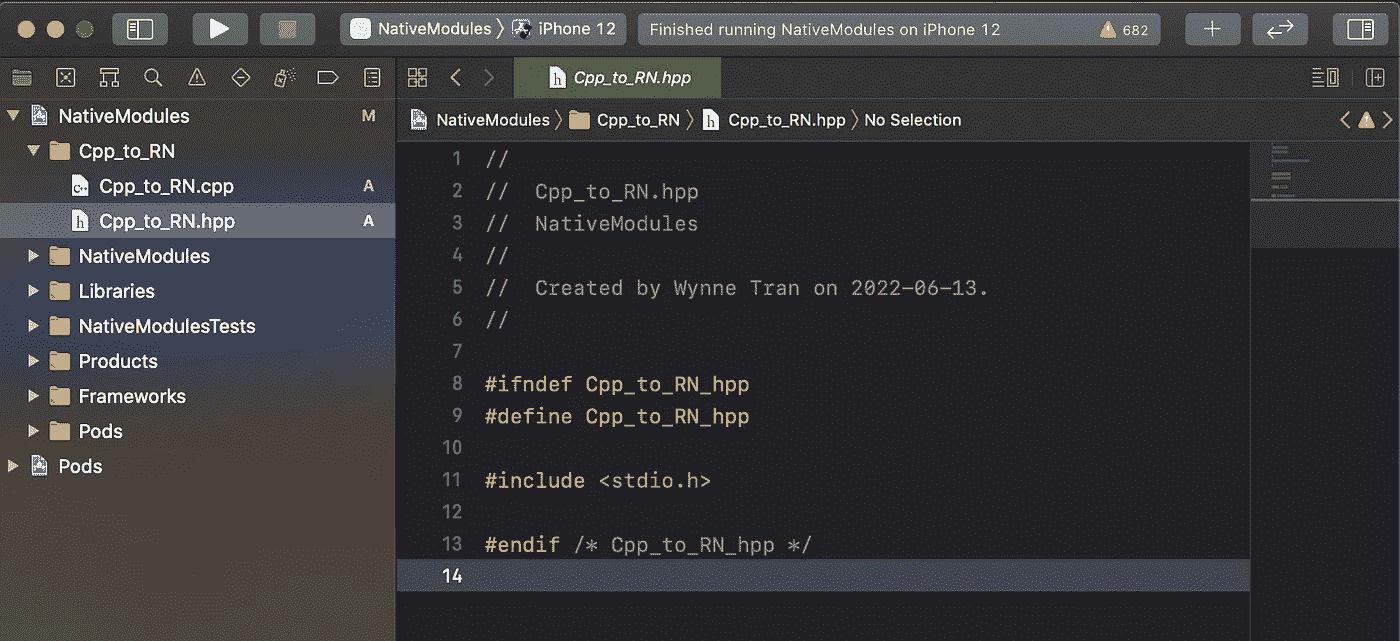 NativeModules 〉 iPhone 12
Finished running NativeModules on iPhone 12
682
Cpp_to_RN.hpp
NativeModules M
Cpp_to_RN
Cpp_to_RN.cpp A
Cpp_to_RN.hpp A
NativeModules
Libraries
NativeModulesTests
Products
Frameworks
Pods
Pods
NativeModules 〉 Cpp_to_RN 〉 Cpp_to_RN.hpp 〉 No Selection
1 //
2 //  Cpp_to_RN.hpp
3 //  NativeModules
4 //
5 //  Created by Wynne Tran on 2022-06-13.
6 //
7
8 #ifndef Cpp_to_RN_hpp
9 #define Cpp_to_RN_hpp
10
11 #include <stdio.h>
12
13 #endif /* Cpp_to_RN_hpp */
14